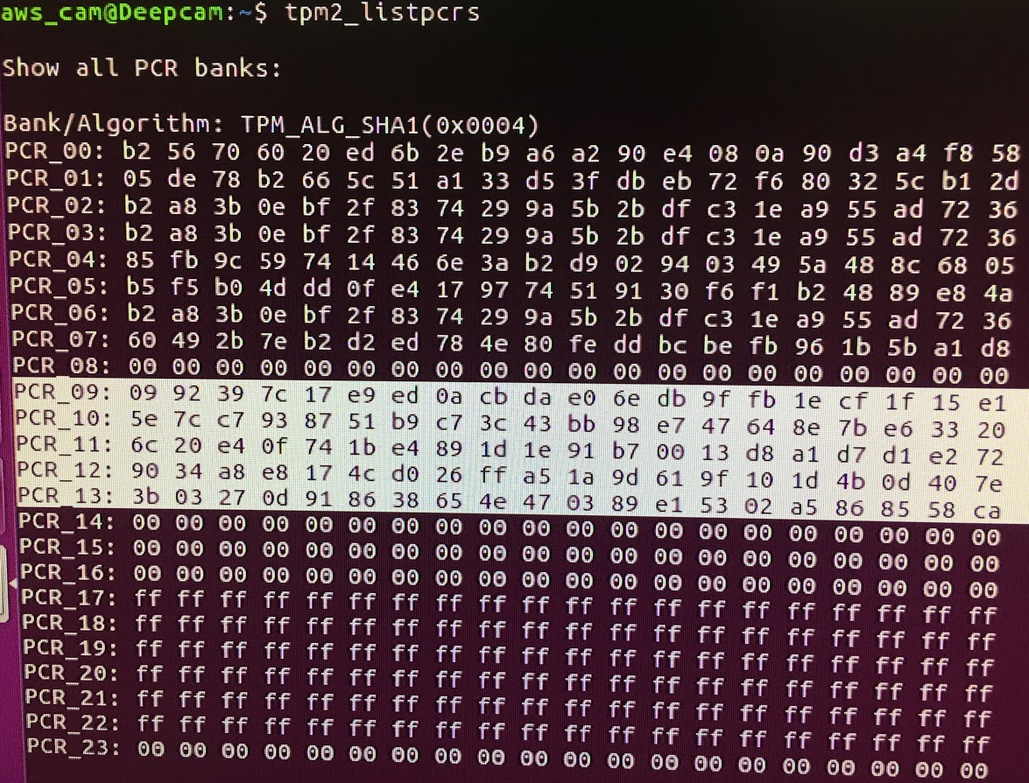 aws_cam@Deepcam:~$ tpm2_listpcrs
Show all PCR banks:
Bank/Algorithm: TPM_ALG_SHA1(0x0004)
PCR_00: b2 56 70 60 20 ed 6b 2e b9 a6 a2 90 e4 08 0a 90 d3 a4 f8 58
PCR_01: 05 de 78 b2 66 5c 51 a1 33 d5 3f db eb 72 f6 80 32 5c b1 2d
PCR_02: b2 a8 3b 0e bf 2f 83 74 29 9a 5b 2b df c3 1e a9 55 ad 72 36
PCR_03: b2 a8 3b 0e bf 2f 83 74 29 9a 5b 2b df c3 1e a9 55 ad 72 36
PCR_04: 85 fb 9c 59 74 14 46 6e 3a b2 d9 02 94 03 49 5a 48 8c 68 05
PCR_05: b5 f5 b0 4d dd 0f e4 17 97 74 51 91 30 f6 f1 b2 48 89 e8 4a
PCR_06: b2 a8 3b 0e bf 2f 83 74 29 9a 5b 2b df c3 1e a9 55 ad 72 36
PCR_07: 60 49 2b 7e b2 d2 ed 78 4e 80 fe dd bc be fb 96 1b 5b a1 d8
PCR_08: 00 00 00 00 00 00 00 00 00 00 00 00 00 00 00 00 00 00 00 00
PCR_09: 09 92 39 7c 17 e9 ed 0a cb da e0 6e db 9f fb 1e cf 1f 15 e1
PCR_10: 5e 7c c7 93 87 51 b9 c7 3c 43 bb 98 e7 47 64 8e 7b e6 33 20
PCR_11: 6c 20 e4 0f 74 1b e4 89 1d 1e 91 b7 00 13 d8 a1 d7 d1 e2 72
PCR_12: 90 34 a8 e8 17 4c d0 26 ff a5 1a 9d 61 9f 10 1d 4b 0d 40 7e
PCR_13: 3b 03 27 0d 91 86 38 65 4e 47 03 89 e1 53 02 a5 86 85 58 ca
PCR_14: 00 00 00 00 00 00 00 00 00 00 00 00 00 00 00 00 00 00 00 00
PCR_15: 00 00 00 00 00 00 00 00 00 00 00 00 00 00 00 00 00 00 00 00
PCR_16: 00 00 00 00 00 00 00 00 00 00 00 00 00 00 00 00 00 00 00 00
PCR_17: ff ff ff ff ff ff ff ff ff ff ff ff ff ff ff ff ff ff ff ff
PCR_18: ff ff ff ff ff ff ff ff ff ff ff ff ff ff ff ff ff ff ff ff
PCR_19: ff ff ff ff ff ff ff ff ff ff ff ff ff ff ff ff ff ff ff ff
PCR_20: ff ff ff ff ff ff ff ff ff ff ff ff ff ff ff ff ff ff ff ff
PCR_21: ff ff ff ff ff ff ff ff ff ff ff ff ff ff ff ff ff ff ff ff
PCR_22: ff ff ff ff ff ff ff ff ff ff ff ff ff ff ff ff ff ff ff ff
PCR_23: 00 00 00 00 00 00 00 00 00 00 00 00 00 00 00 00 00 00 00 00